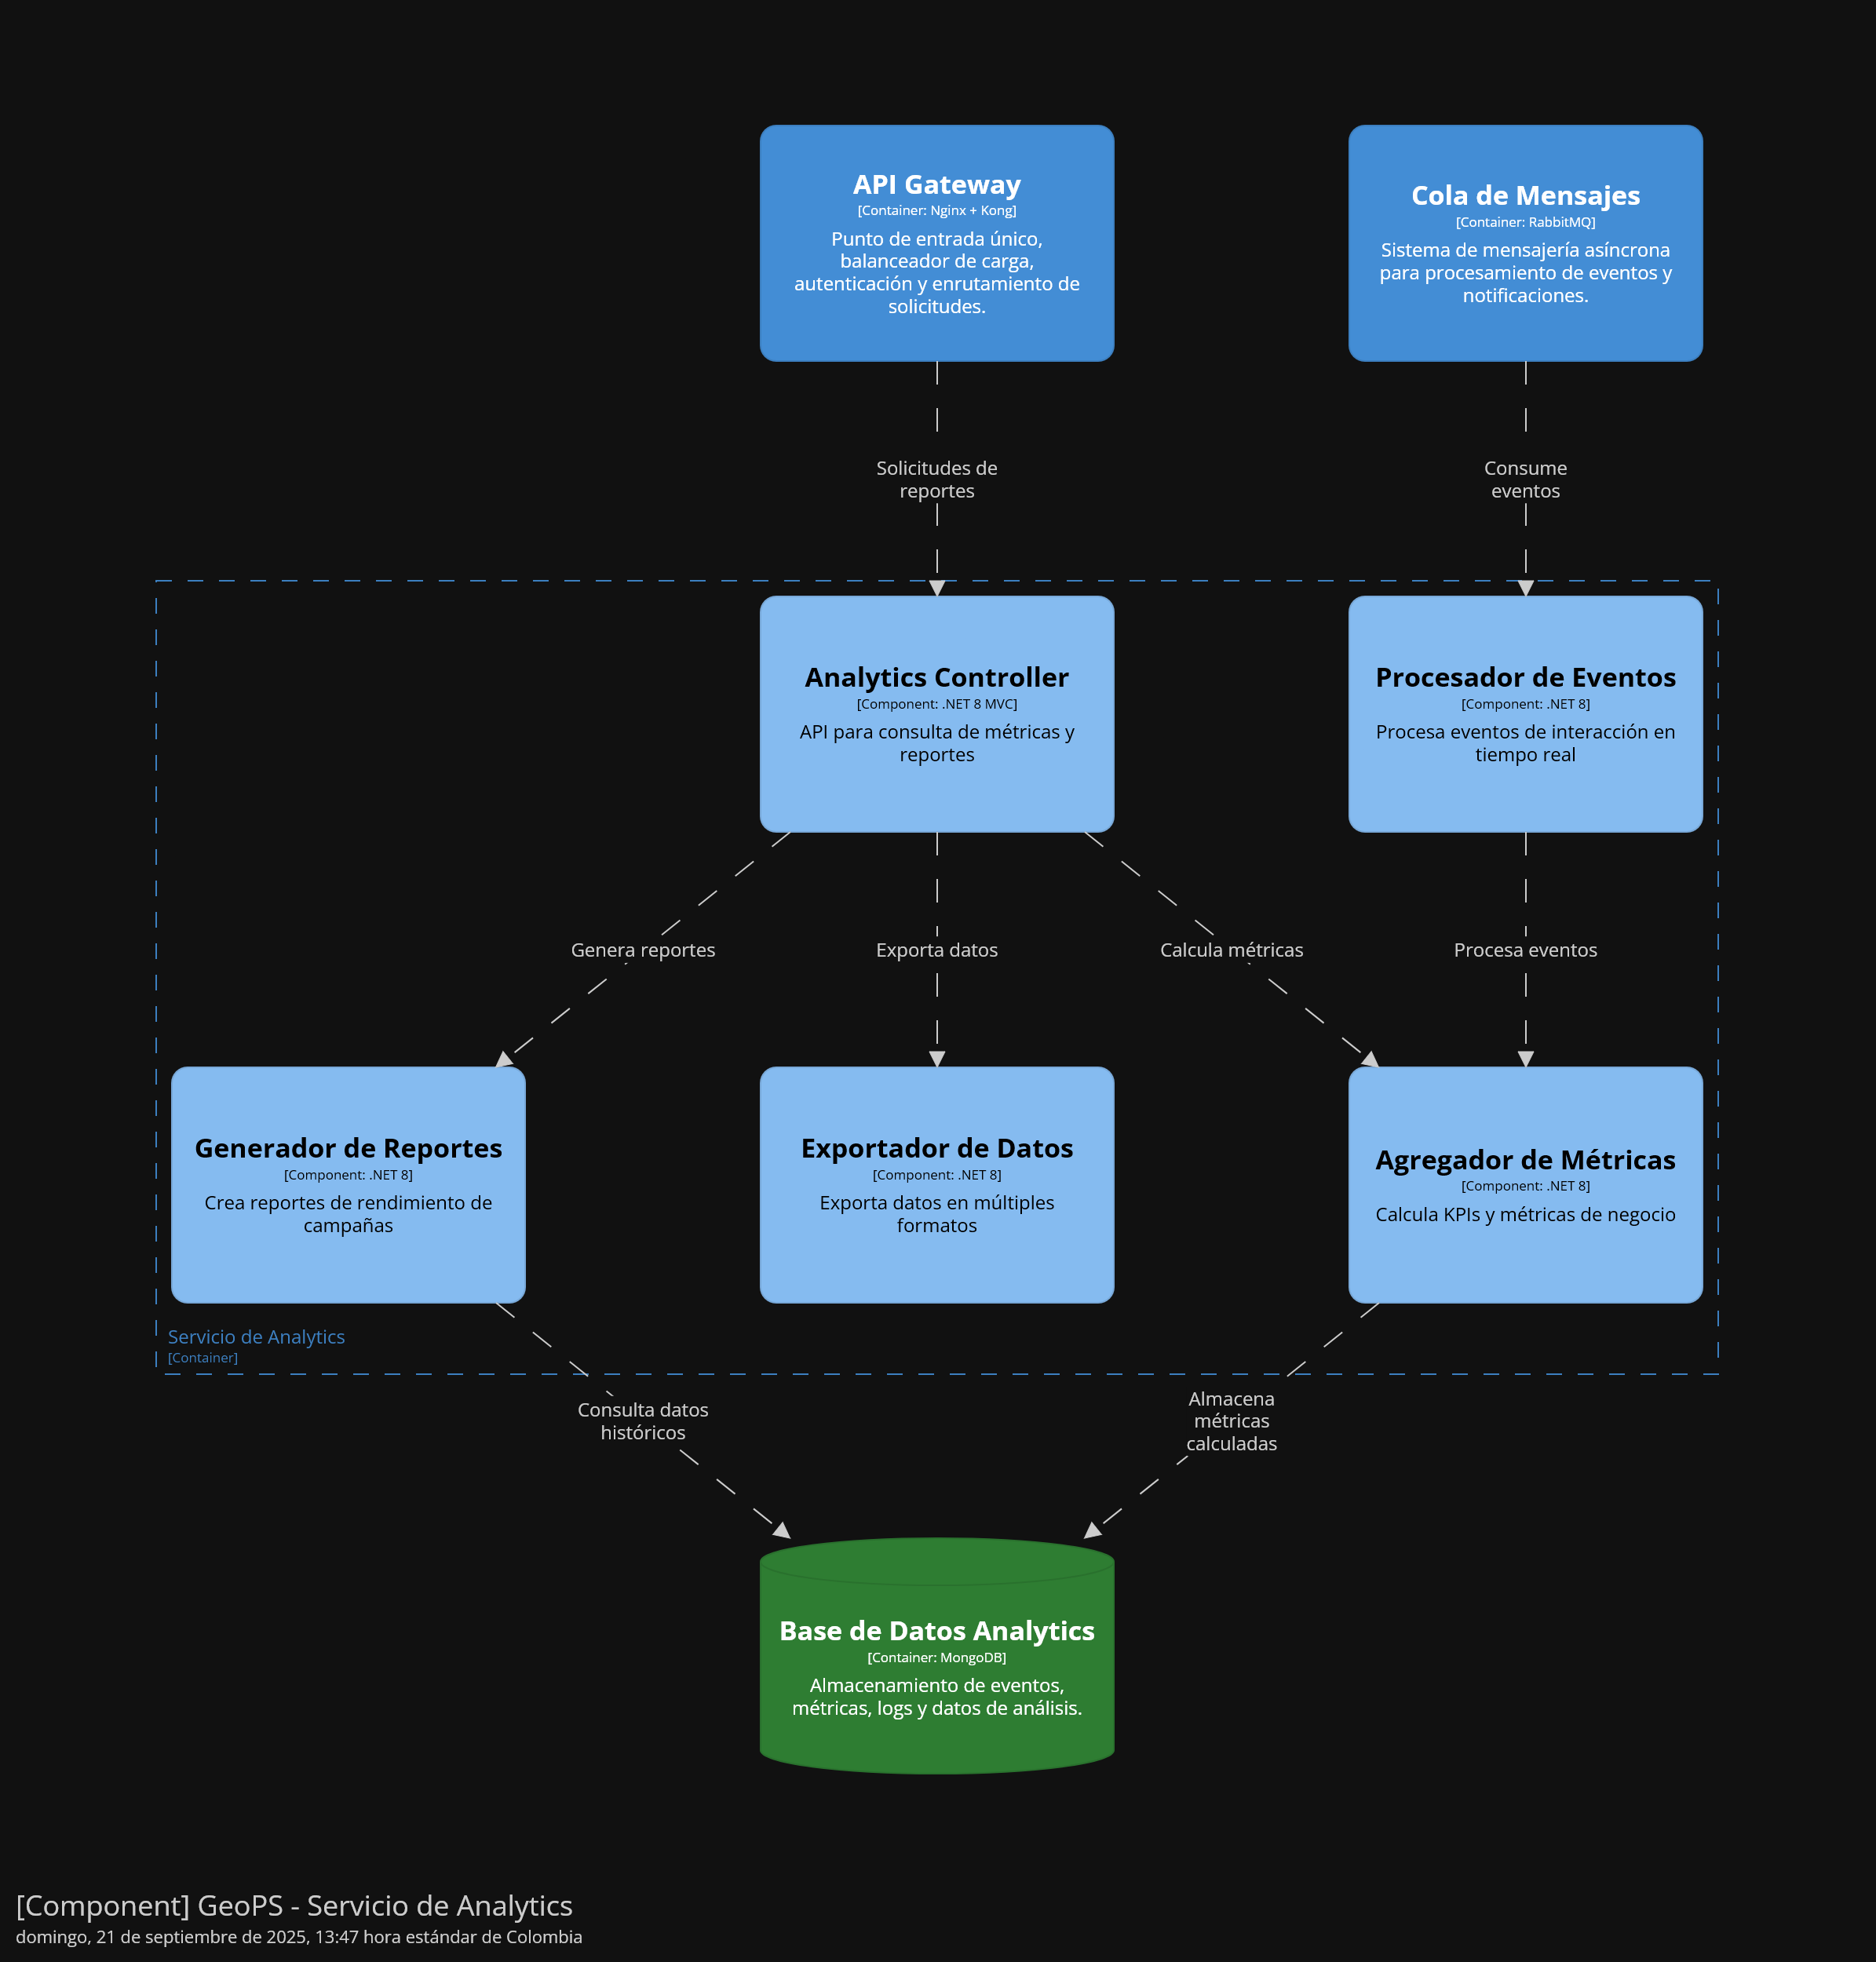 API Gateway
[Container: Nginx + Kong]
Punto de entrada único,
balanceador de carga,
autenticación y enrutamiento de
solicitudes.
Cola de Mensajes
[Container: RabbitMQ]
Sistema de mensajería asíncrona
para procesamiento de eventos y
notificaciones.
Solicitudes de
reportes
Consume
eventos
Analytics Controller
[Component: .NET 8 MVC]
API para consulta de métricas y
reportes
Procesador de Eventos
[Component: .NET 8]
Procesa eventos de interacción en
tiempo real
Genera reportes
Exporta datos
Calcula métricas
Procesa eventos
Generador de Reportes
[Component: .NET 8]
Crea reportes de rendimiento de
campañas
Exportador de Datos
[Component: .NET 8]
Exporta datos en múltiples
formatos
Agregador de Métricas
[Component: .NET 8]
Calcula KPIs y métricas de negocio
Servicio de Analytics
[Container]
Consulta datos
históricos
Almacena
métricas
calculadas
Base de Datos Analytics
[Container: MongoDB]
Almacenamiento de eventos,
métricas, logs y datos de análisis.
[Component] GeoPS - Servicio de Analytics
domingo, 21 de septiembre de 2025, 13:47 hora estándar de Colombia